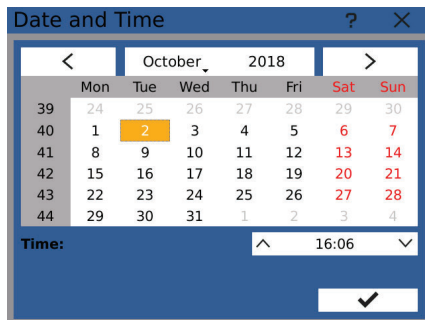 Date and Time ?
< October 2018 >
Mon Tue Wed Thu Fri Sat Sun
39 24 25 26 27 28 29 30
40 1 2 3 4 5 6 7
41 8 9 10 11 12 13 14
42 15 16 17 18 19 20 21
43 22 23 24 25 26 27 28
44 29 30 31 1 2 3 4
Time: 16:06